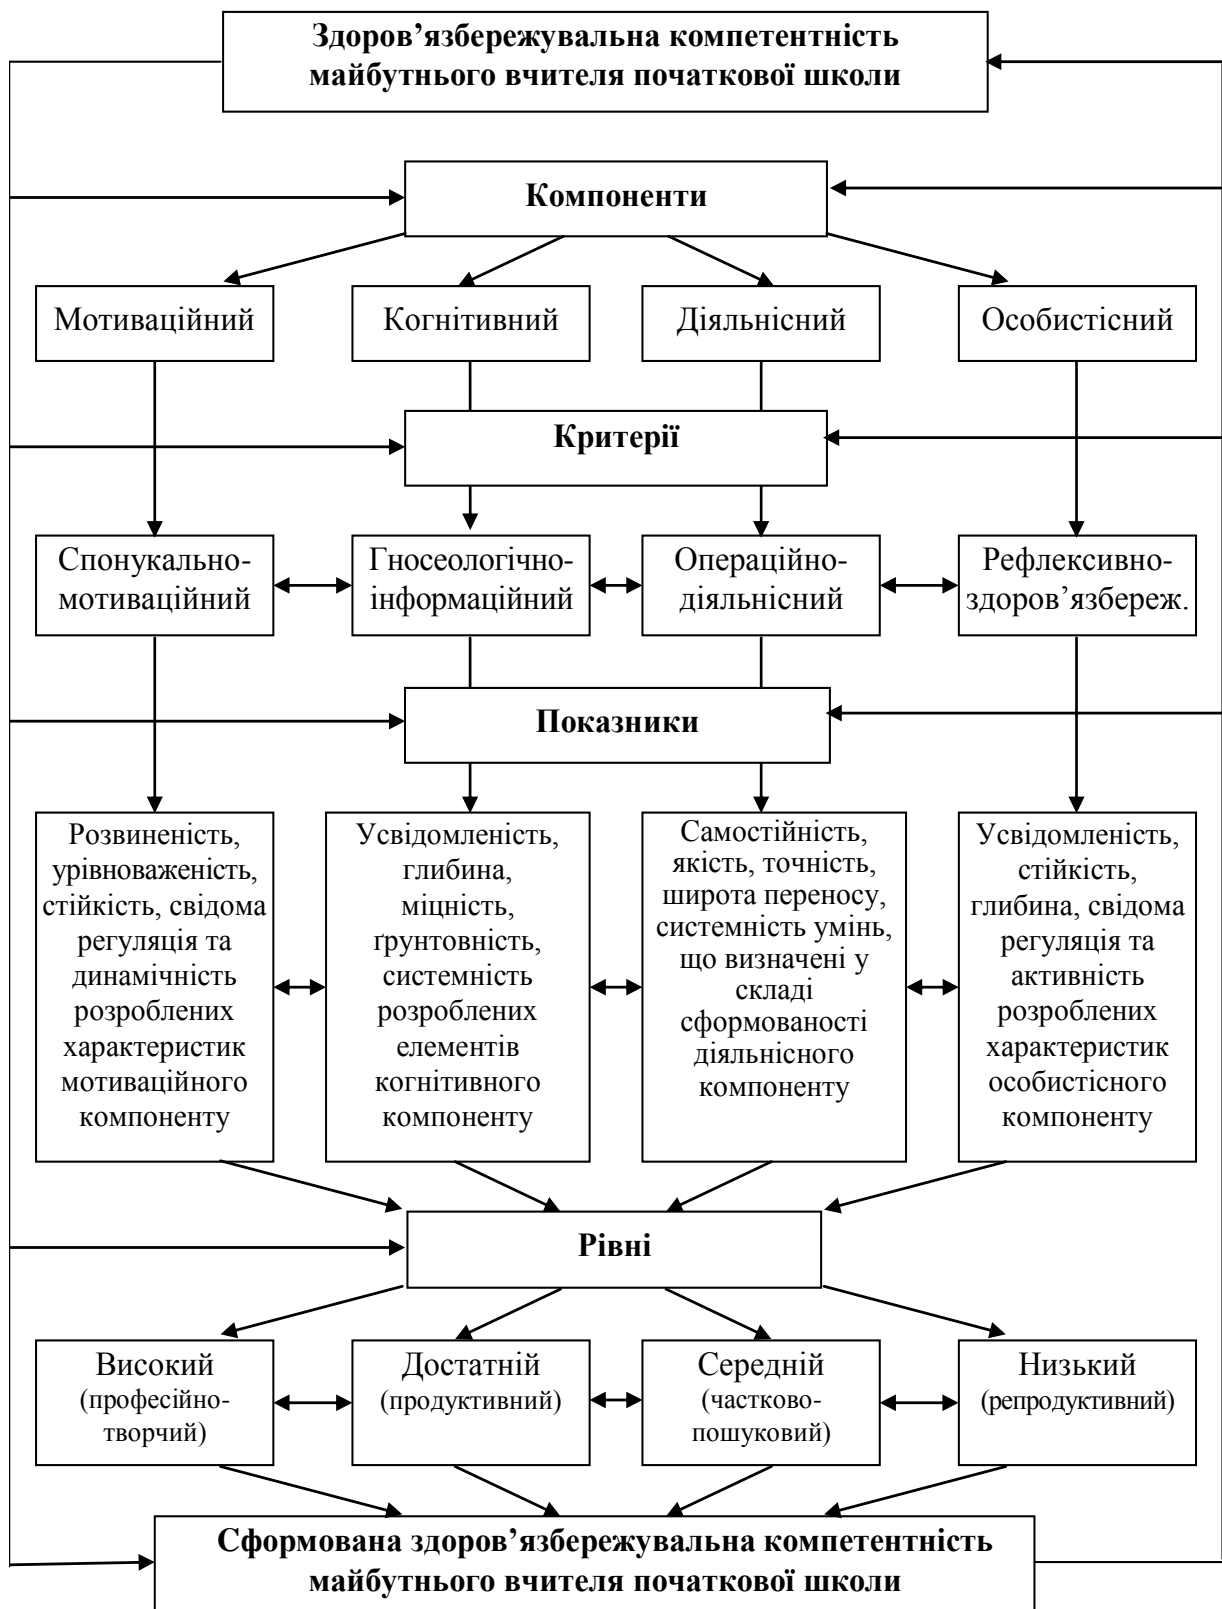 Здоров’язбережувальна компетентність
майбутнього вчителя початкової школи
Компоненти
Мотиваційний
Когнітивний
Діяльнісний
Особистісний
Критерії
Спонукально-
мотиваційний
Гносеологічно-
інформаційний
Операційно-
діяльнісний
Рефлексивно-
здоров’язбереж.
Показники
Розвиненість,
урівноваженість,
стійкість, свідома
регуляція та
динамічність
розроблених
характеристик
мотиваційного
компоненту
Усвідомленість,
глибина,
міцність,
ґрунтовність,
системність
розроблених
елементів
когнітивного
компоненту
Самостійність,
якість, точність,
широта переносу,
системність умінь,
що визначені у
складі
сформованості
діяльнісного
компоненту
Усвідомленість,
стійкість,
глибина, свідома
регуляція та
активність
розроблених
характеристик
особистісного
компоненту
Рівні
Високий
(професійно-
творчий)
Достатній
(продуктивний)
Середній
(частково-
пошуковий)
Низький
(репродуктивний)
Сформована здоров’язбережувальна компетентність
майбутнього вчителя початкової школи